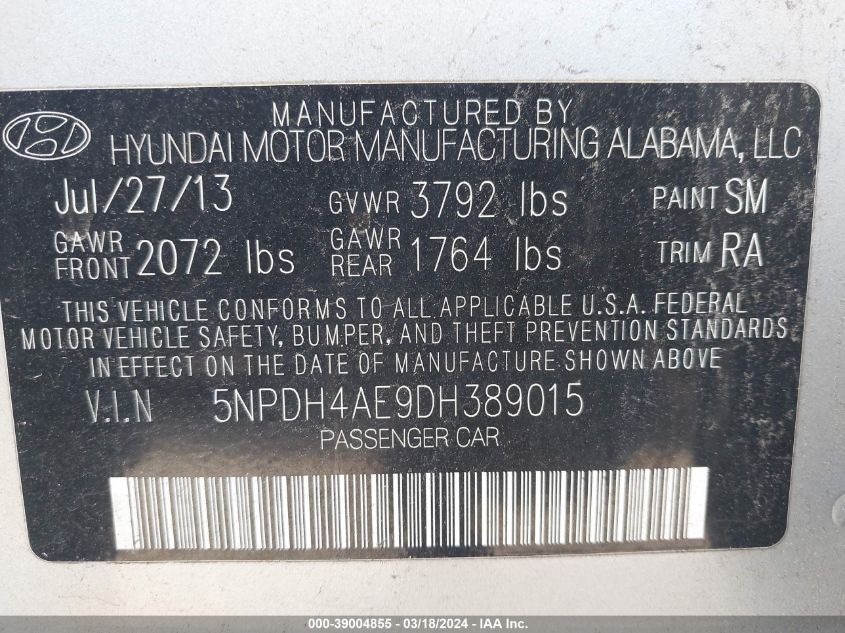 MANUFACTURED BY
HYUNDAI MOTOR MANUFACTURING ALABAMA, LLC
Jul/27/13 GVWR 3792 lbs PAINT SM
GAWR FRONT 2072 lbs GAWR REAR 1764 lbs TRIM RA
THIS VEHICLE CONFORMS TO ALL APPLICABLE U.S.A. FEDERAL
MOTOR VEHICLE SAFETY, BUMPER, AND THEFT PREVENTION STANDARDS
IN EFFECT ON THE DATE OF MANUFACTURE SHOWN ABOVE.
V.I.N 5NPDH4AE9DH389015
PASSENGER CAR
000-39004855 - 03/18/2024 - IAAI.com